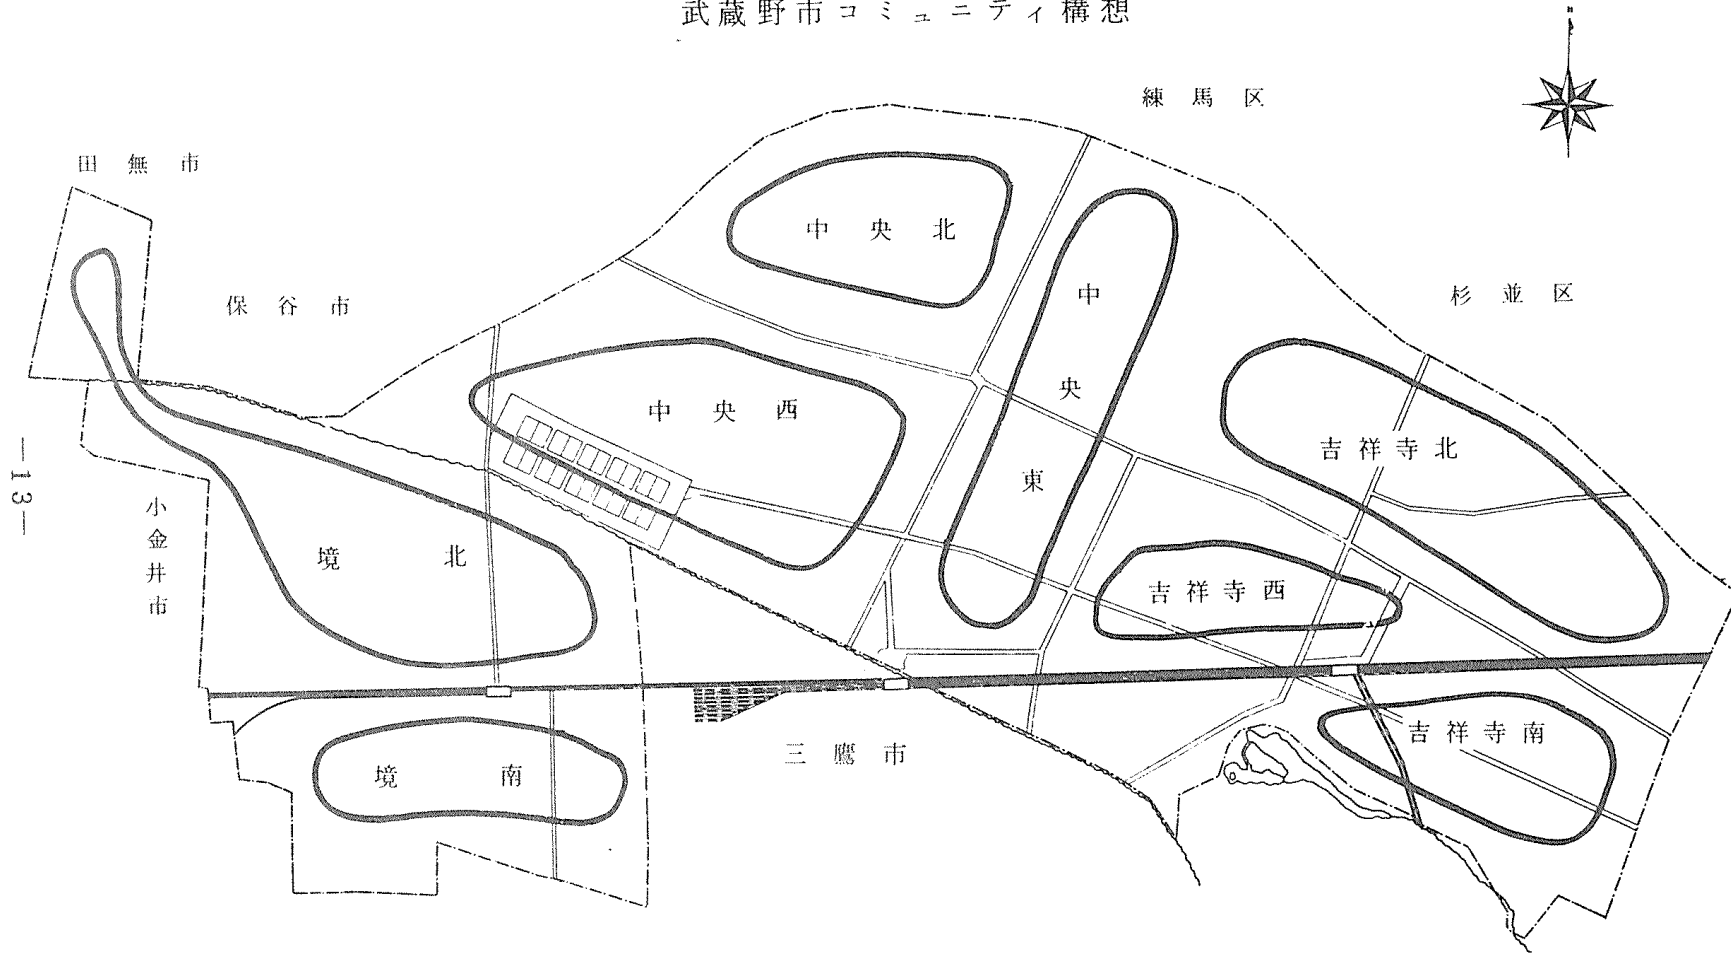 武蔵野市コミュニティ構想
N
練馬区
田無市
保谷市
杉並区
中央北
中央東
中央西
吉祥寺北
—13—
小金井市
境北
吉祥寺西
境南
三鷹市
吉祥寺南